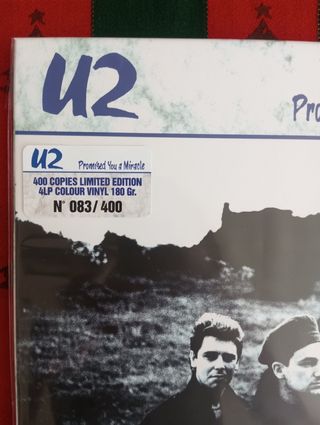 U2
Pro
U2 Promised You a Miracle
400 COPIES LIMITED EDITION
4LP COLOUR VINYL 180 Gr.
N° 083/400